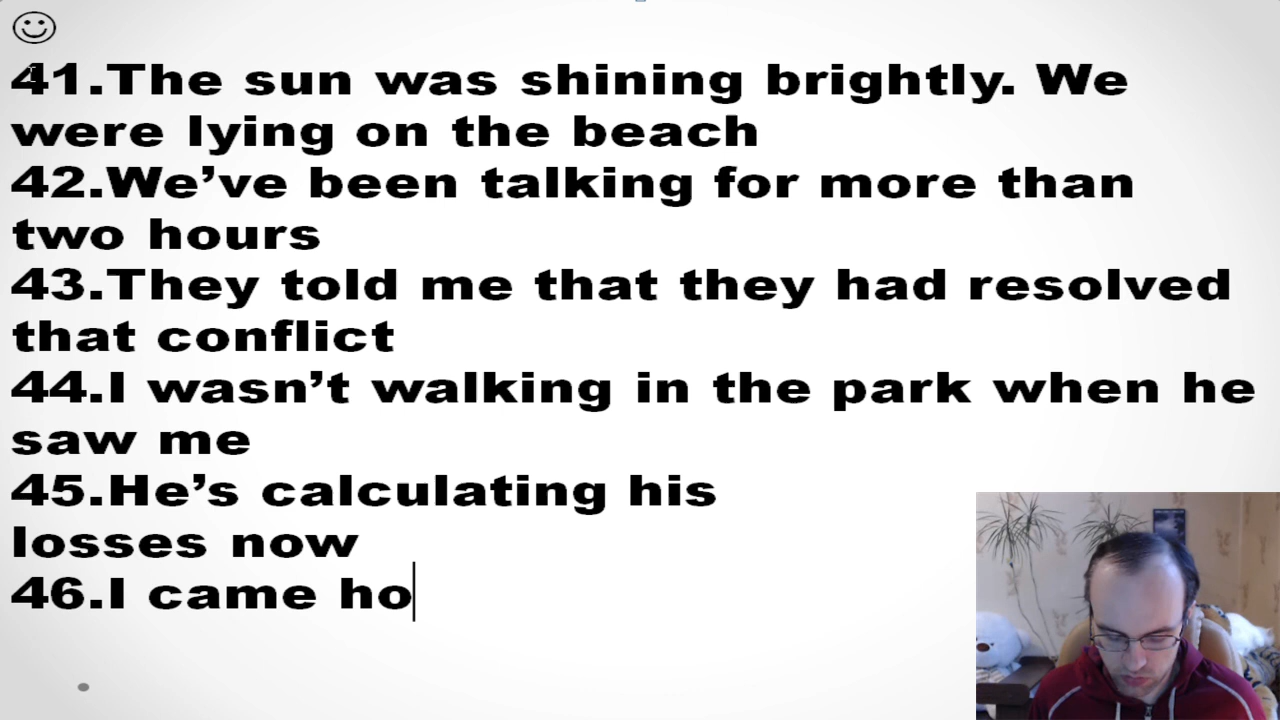 41.The sun was shining brightly. We
were lying on the beach
42.We’ve been talking for more than
two hours
43.They told me that they had resolved
that conflict
44.I wasn’t walking in the park when he
saw me
45.He’s calculating his
losses now
46.I came ho